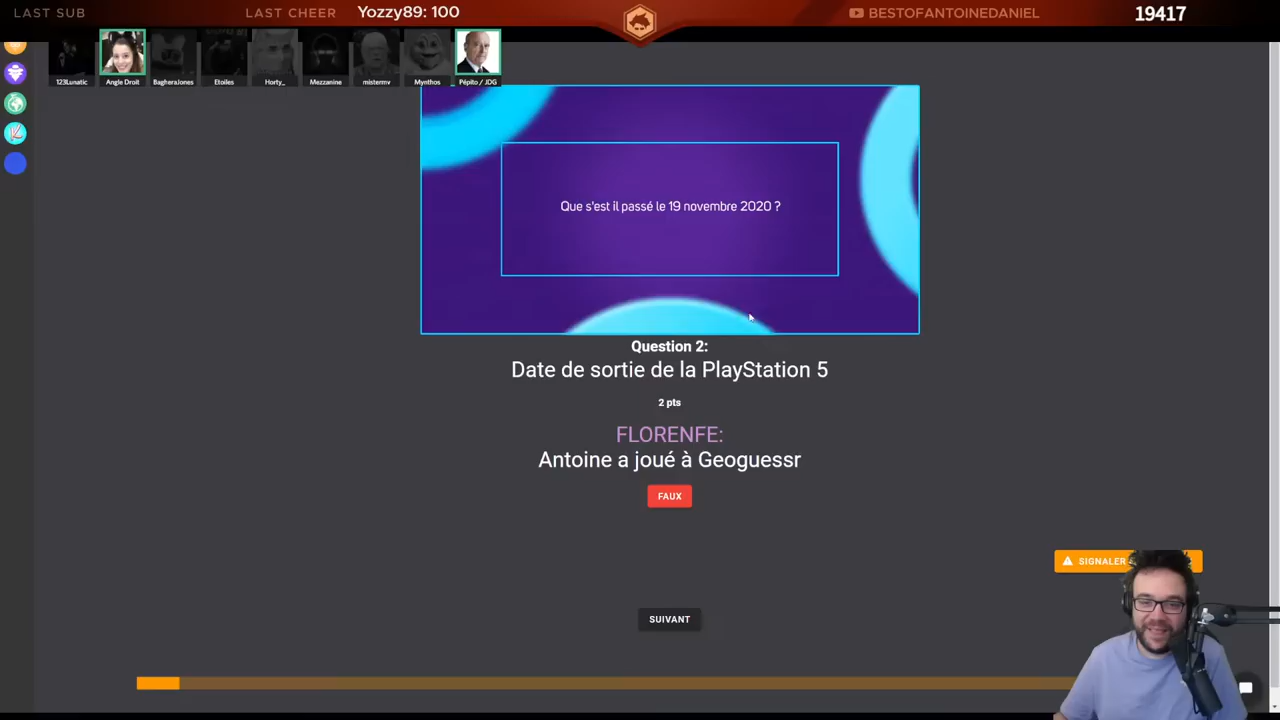 LAST SUB
LAST CHEER
Yozzy89: 100
BESTOFANTOINEDANIEL
19417
123Lunatic
Angle Droit
BagheraJones
Etoiles
Horty_
Mezzanine
mistermv
Mynthos
Pépito / JDG
Que s'est il passé le 19 novembre 2020 ?
Question 2:
Date de sortie de la PlayStation 5
2 pts
FLORENFE:
Antoine a joué à Geoguessr
FAUX
SIGNALER
SUIVANT